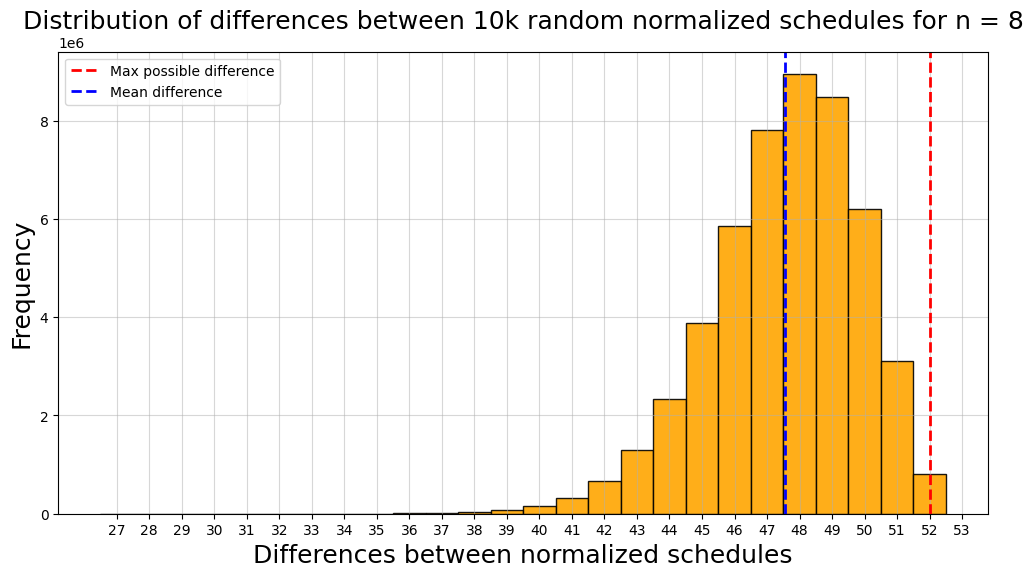 Distribution of differences between 10k random normalized schedules for n = 8
1e6
Max possible difference
Mean difference
8
6
4
2
0
Frequency
27 28 29 30 31 32 33 34 35 36 37 38 39 40 41 42 43 44 45 46 47 48 49 50 51 52 53
Differences between normalized schedules